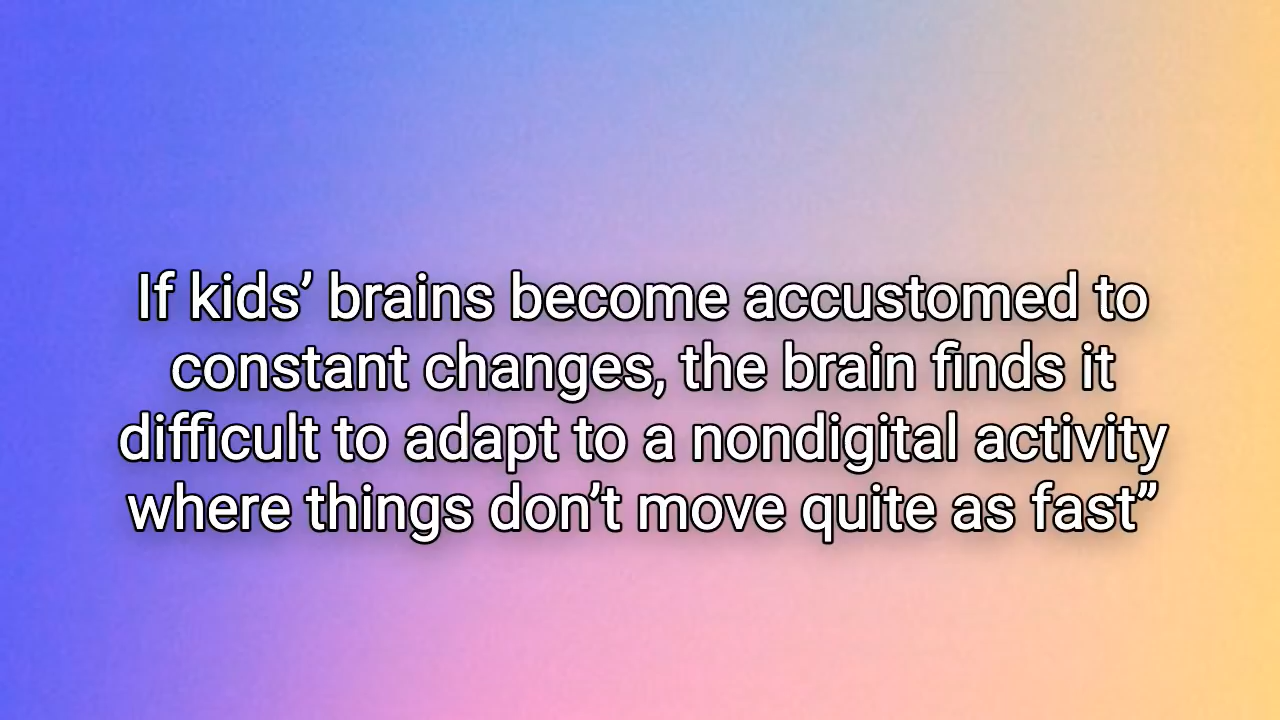 If kids’ brains become accustomed to
constant changes, the brain finds it
difficult to adapt to a nondigital activity
where things don’t move quite as fast”